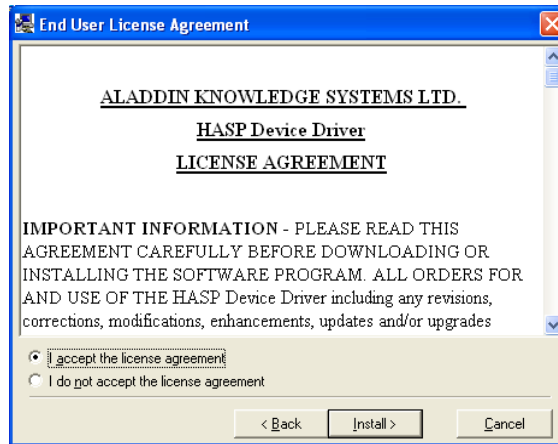 End User License Agreement
ALADDIN KNOWLEDGE SYSTEMS LTD.
HASP Device Driver
LICENSE AGREEMENT
IMPORTANT INFORMATION - PLEASE READ THIS
AGREEMENT CAREFULLY BEFORE DOWNLOADING OR
INSTALLING THE SOFTWARE PROGRAM. ALL ORDERS FOR
AND USE OF THE HASP Device Driver including any revisions,
corrections, modifications, enhancements, updates and/or upgrades
I accept the license agreement
I do not accept the license agreement
< Back Install > Cancel